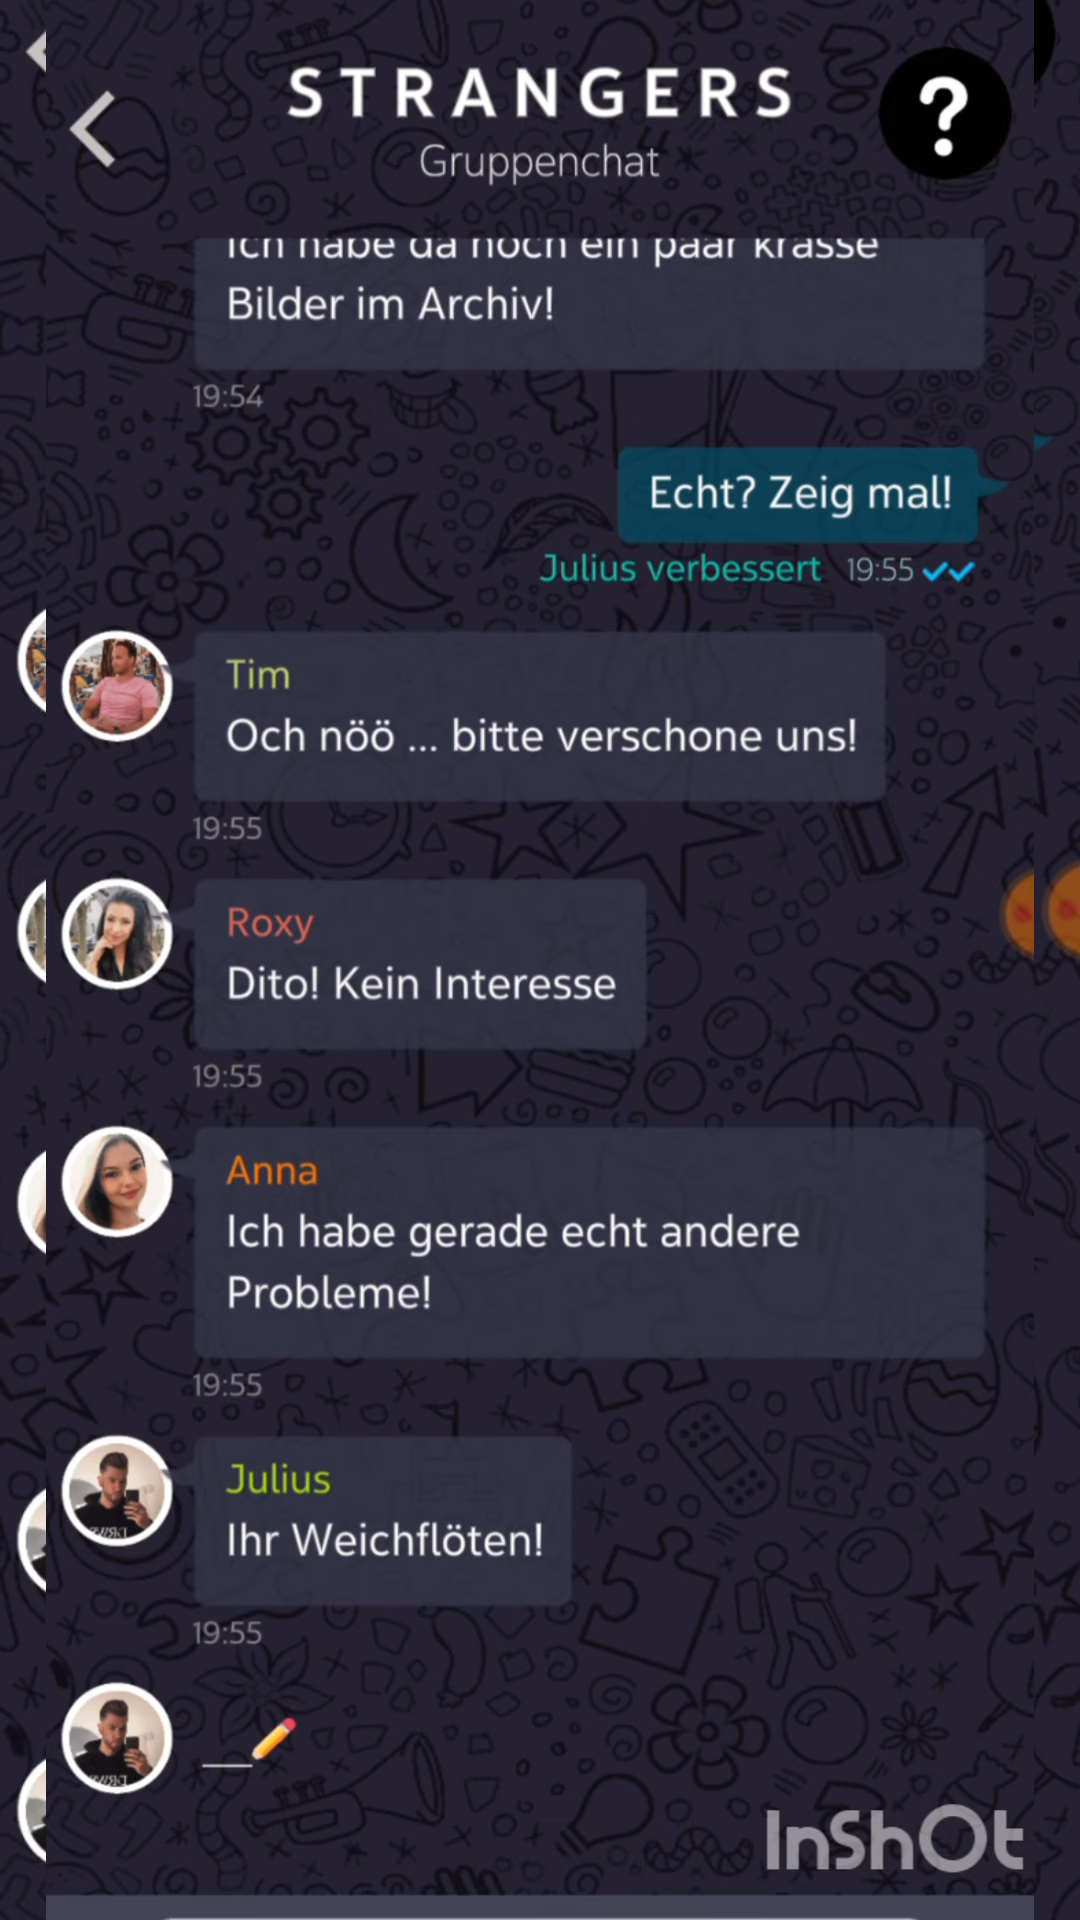 STRANGERS
?
Gruppenchat
Ich habe da noch ein paar krasse
Bilder im Archiv!
19:54
Echt? Zeig mal!
Julius verbessert 19:55
Tim
Och nöö ... bitte verschone uns!
19:55
Roxy
Dito! Kein Interesse
19:55
Anna
Ich habe gerade echt andere
Probleme!
19:55
Julius
Ihr Weichflöten!
19:55
InShOt